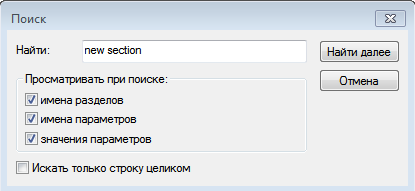 Поиск
Найти: new section Найти далее
Просматривать при поиске: Отмена
имена разделов
имена параметров
значения параметров
Искать только строку целиком